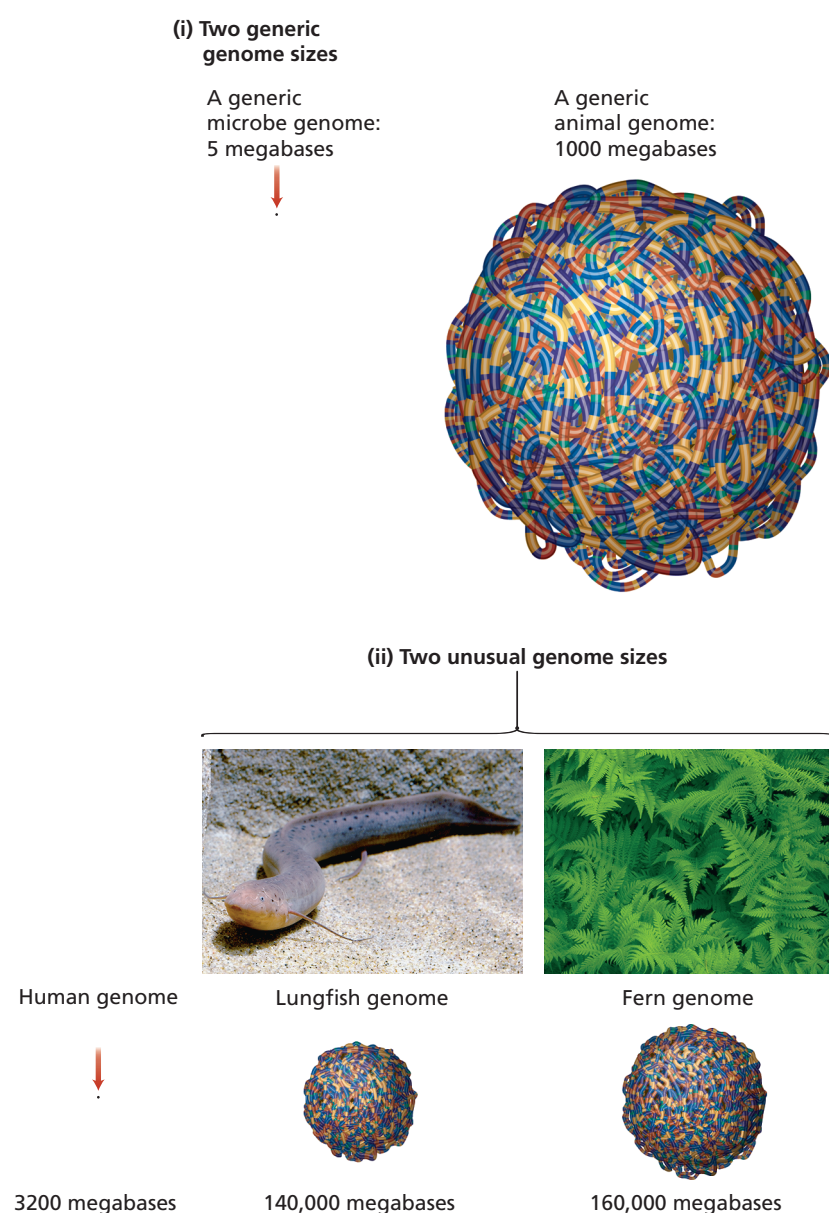 (i) Two generic
genome sizes
A generic
microbe genome:
5 megabases
A generic
animal genome:
1000 megabases
(ii) Two unusual genome sizes
Human genome
Lungfish genome
Fern genome
3200 megabases
140,000 megabases
160,000 megabases